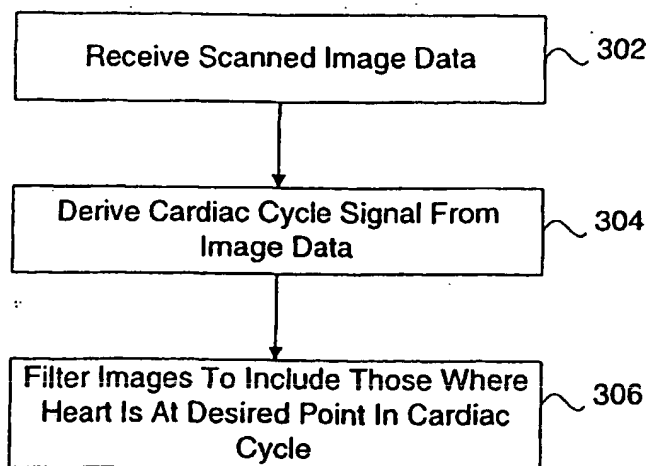 Receive Scanned Image Data
302
Derive Cardiac Cycle Signal From
Image Data
304
Filter Images To Include Those Where
Heart Is At Desired Point In Cardiac
Cycle
306